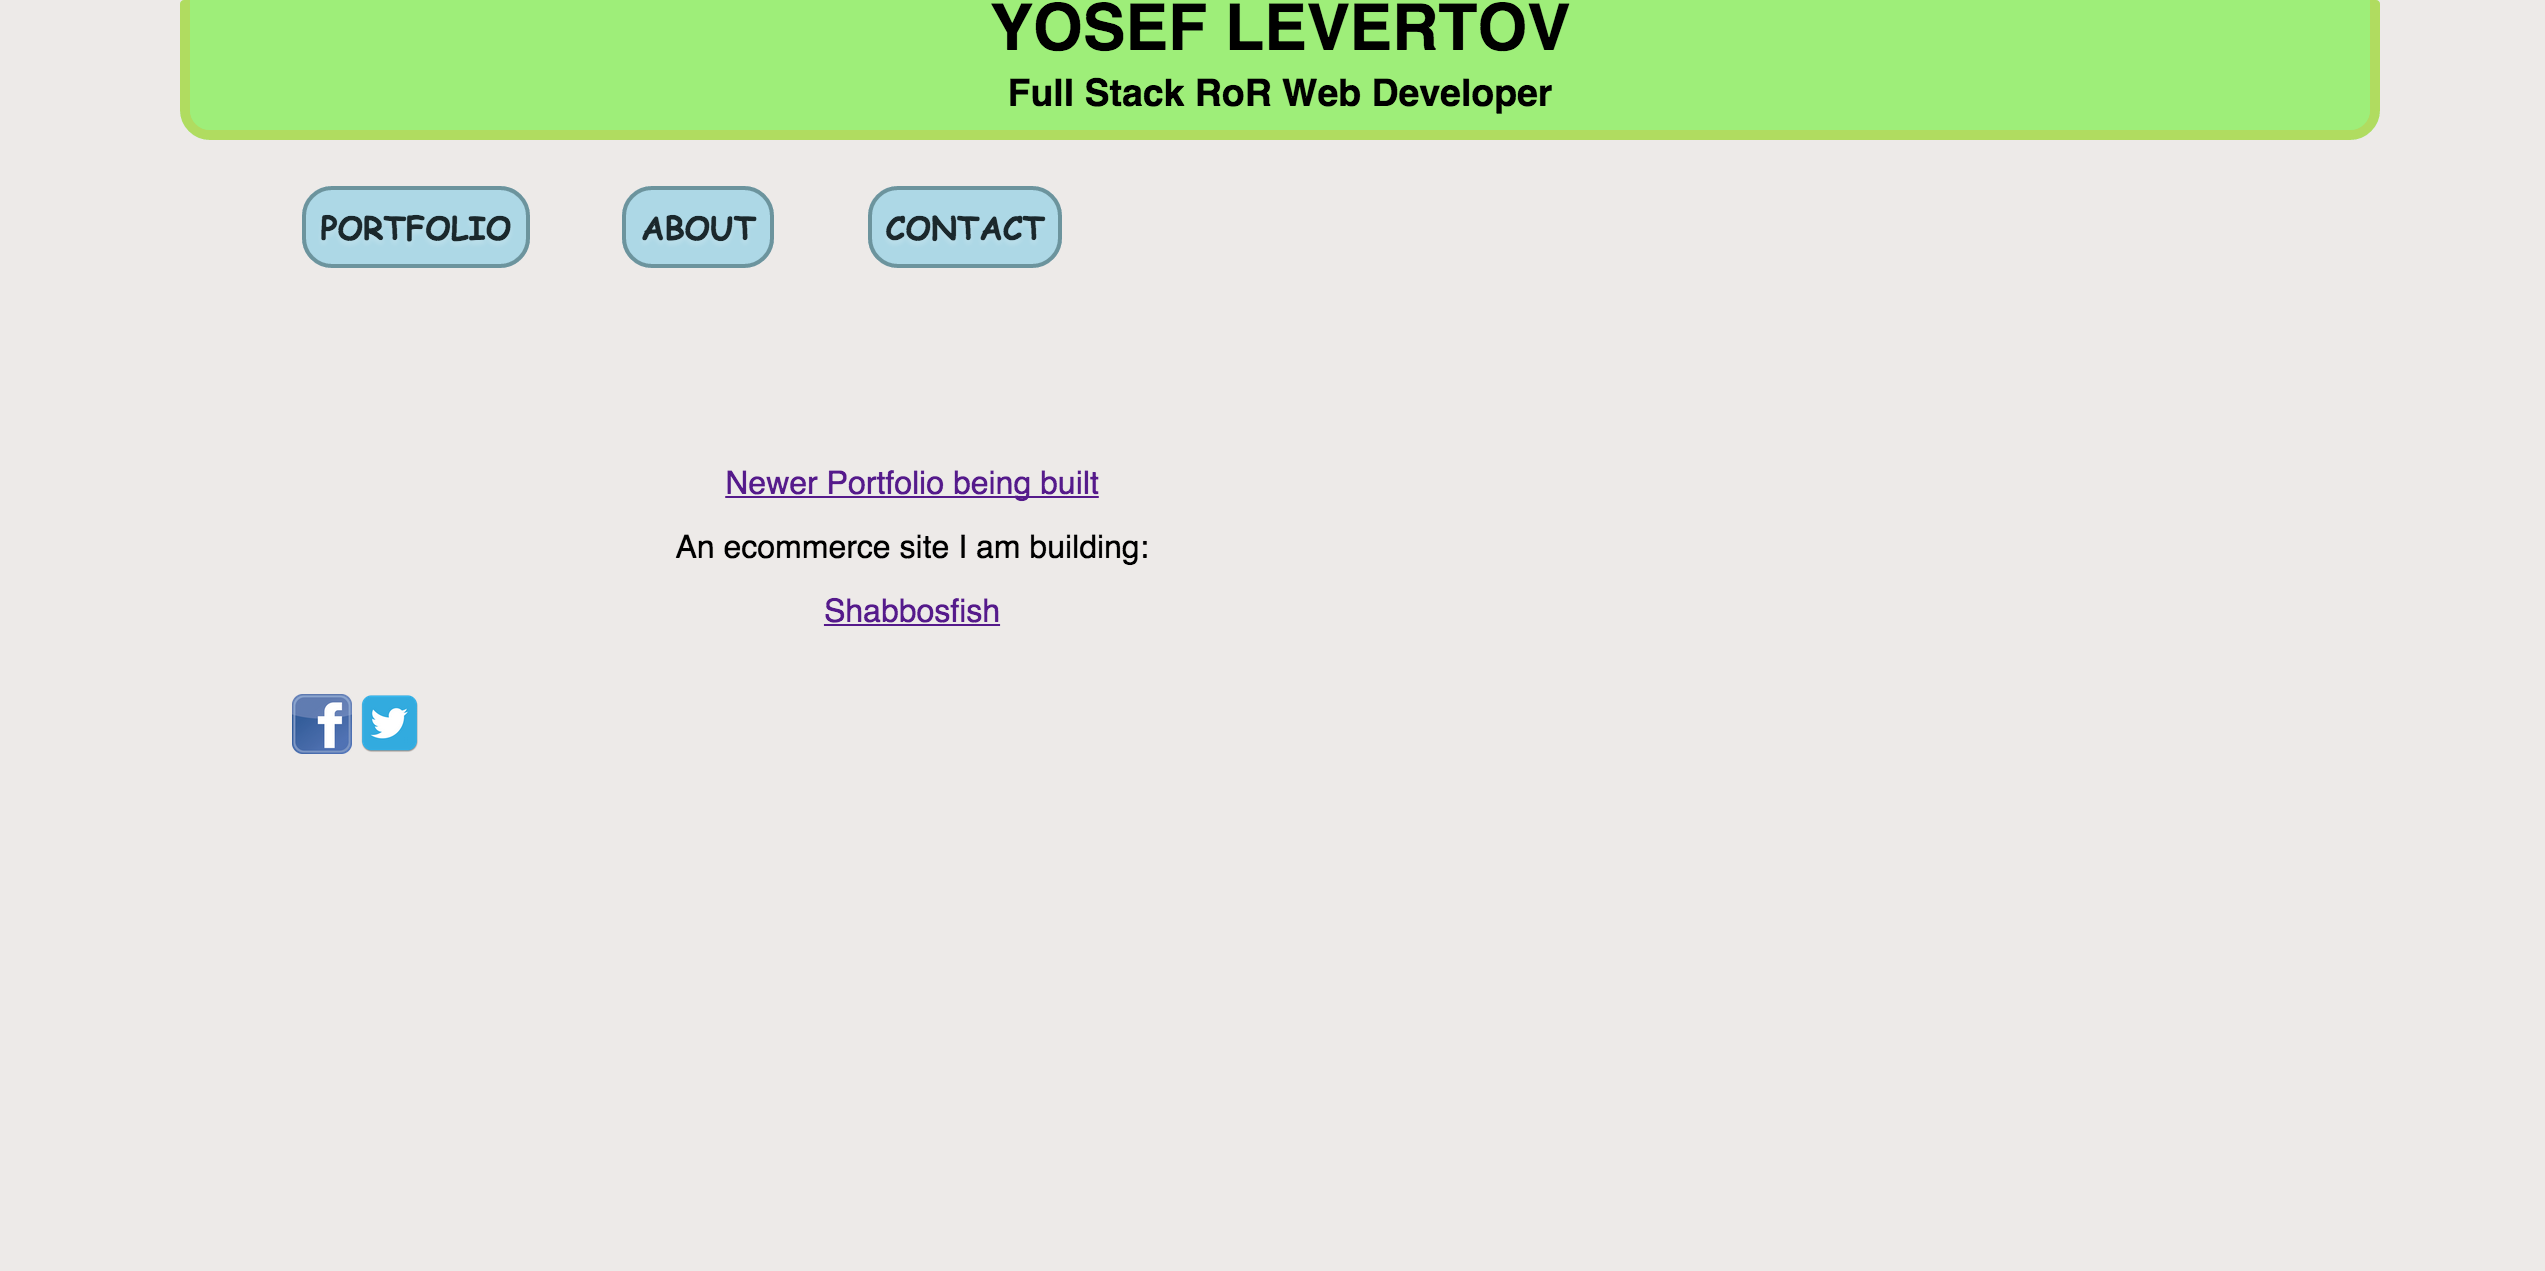 YOSEF LEVERTOV
Full Stack RoR Web Developer
PORTFOLIO ABOUT CONTACT
Newer Portfolio being built
An ecommerce site I am building:
Shabbosfish